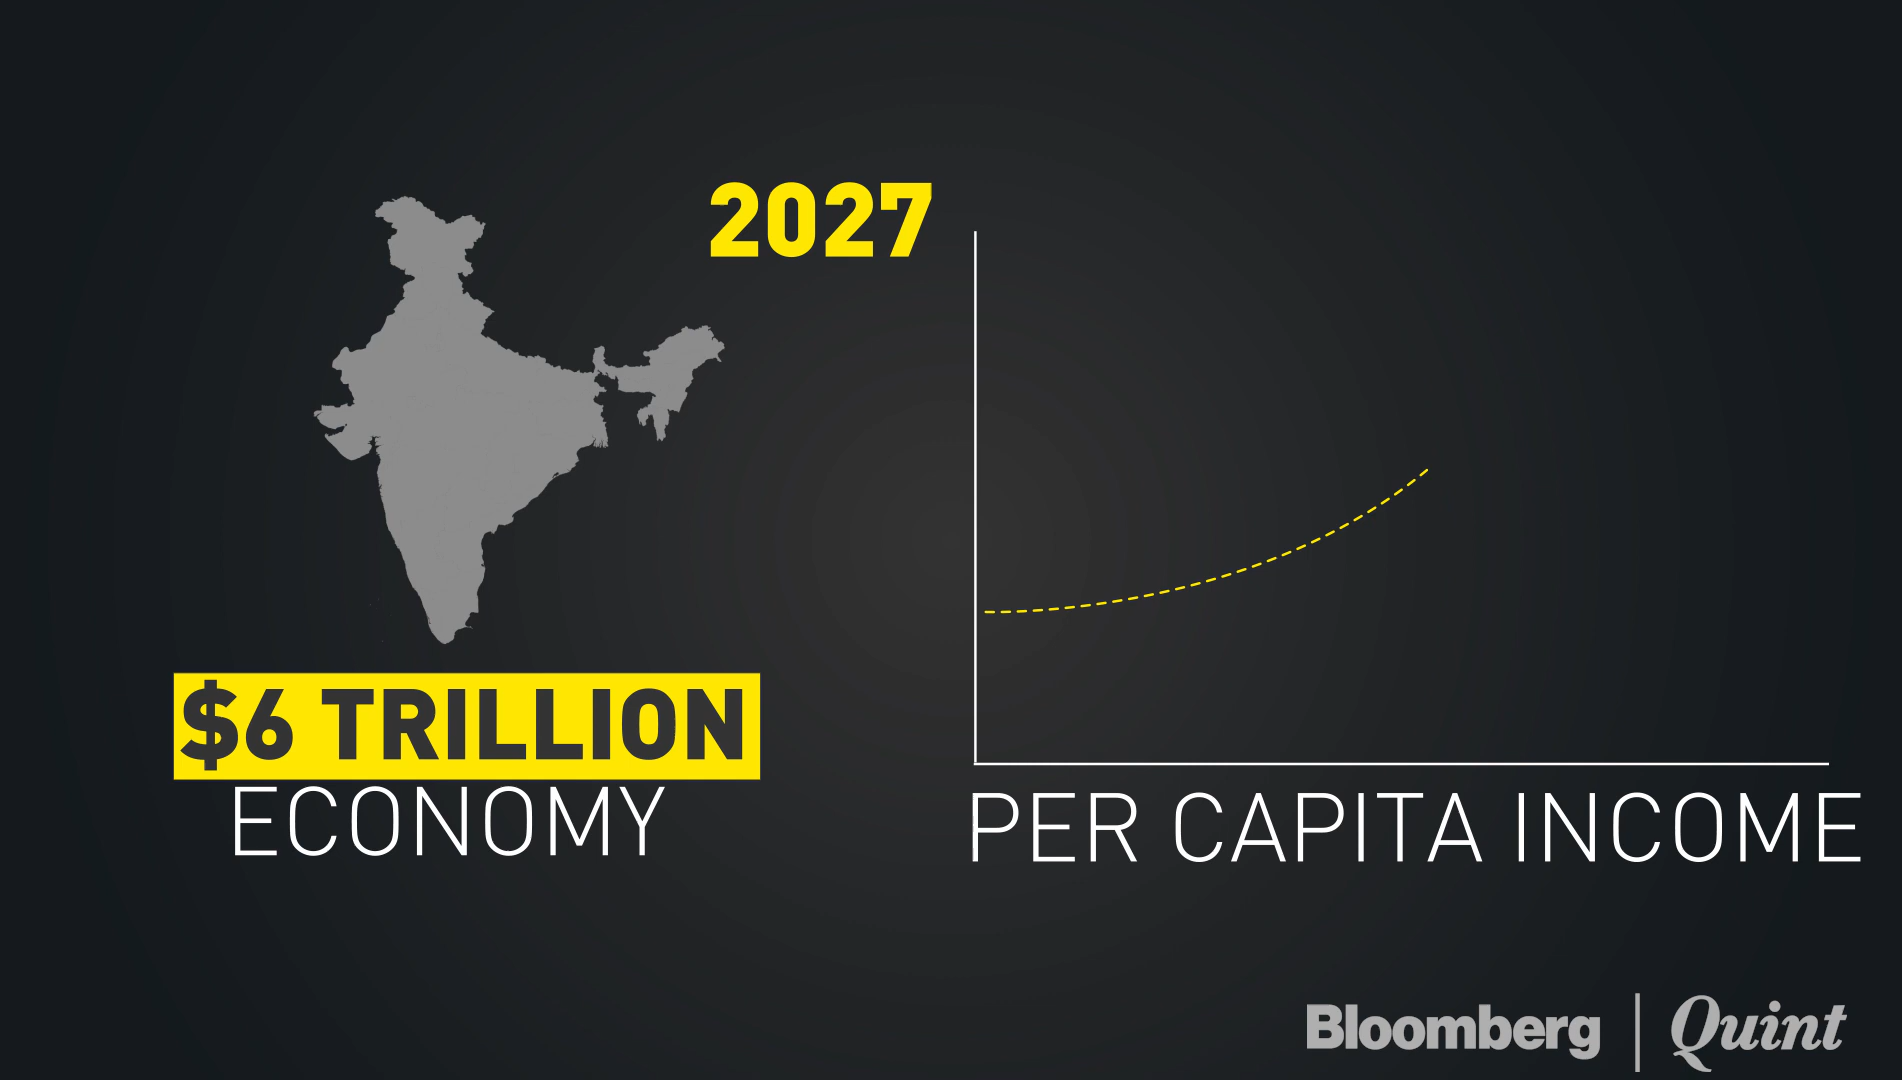 2027
$6 TRILLION
ECONOMY
PER CAPITA INCOME
Bloomberg | Quint